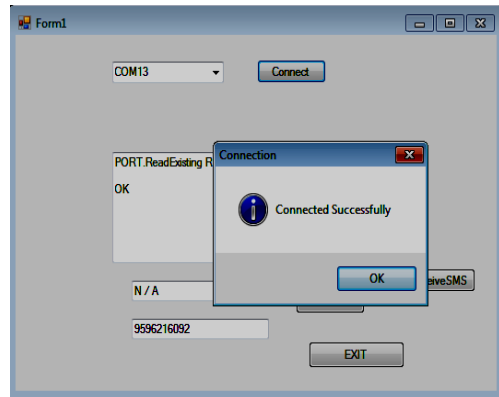 Form1
COM13
Connect
PORT.ReadExisting R
OK
Connection
Connected Successfully
OK
eiveSMS
N / A
9596216092
EXIT